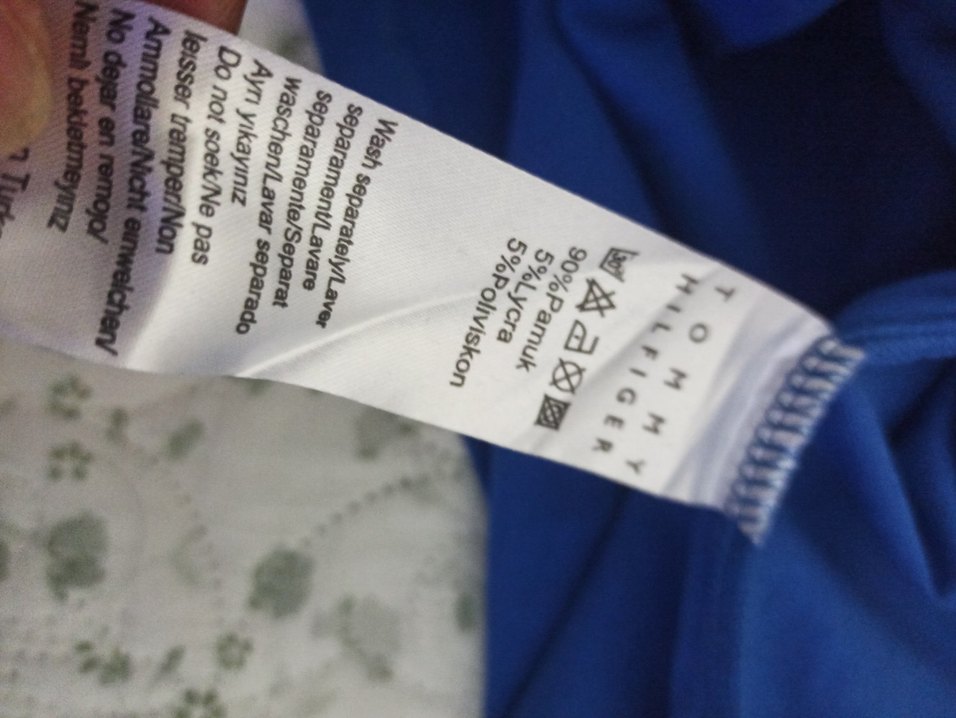 TOMMY
HILFIGER
90%Pamuk
5%Lycra
5%Poliviskon
Wash separately/Laver
separament/Lavare
separamente/Separat
waschen/Lavar separado
Ayrı yıkayınız
Do not soek/Ne pas
leisser tremper/Non
Ammollare/Nicht einweichen/
No dejar en remojo/
Nemli bekletmeyiniz